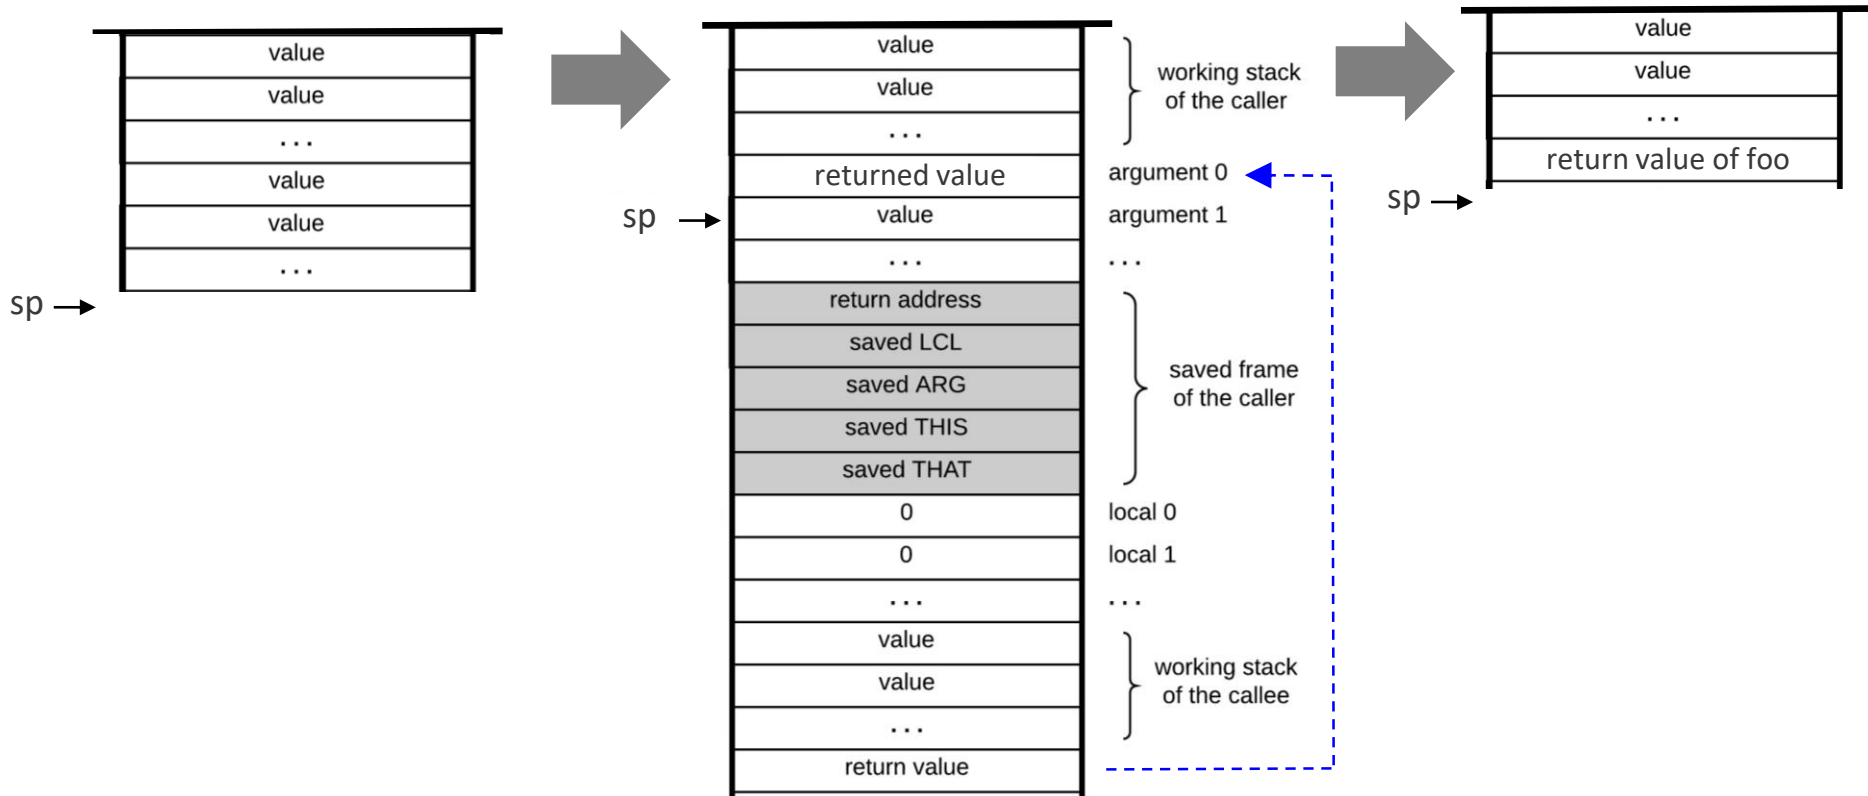 value
value
. . .
value
value
. . .
sp
value
value
. . .
returned value
value
. . .
return address
saved LCL
saved ARG
saved THIS
saved THAT
0
0
. . .
value
value
. . .
return value
sp
working stack
of the caller
argument 0
argument 1
. . .
saved frame
of the caller
local 0
local 1
. . .
working stack
of the callee
value
value
. . .
return value of foo
sp